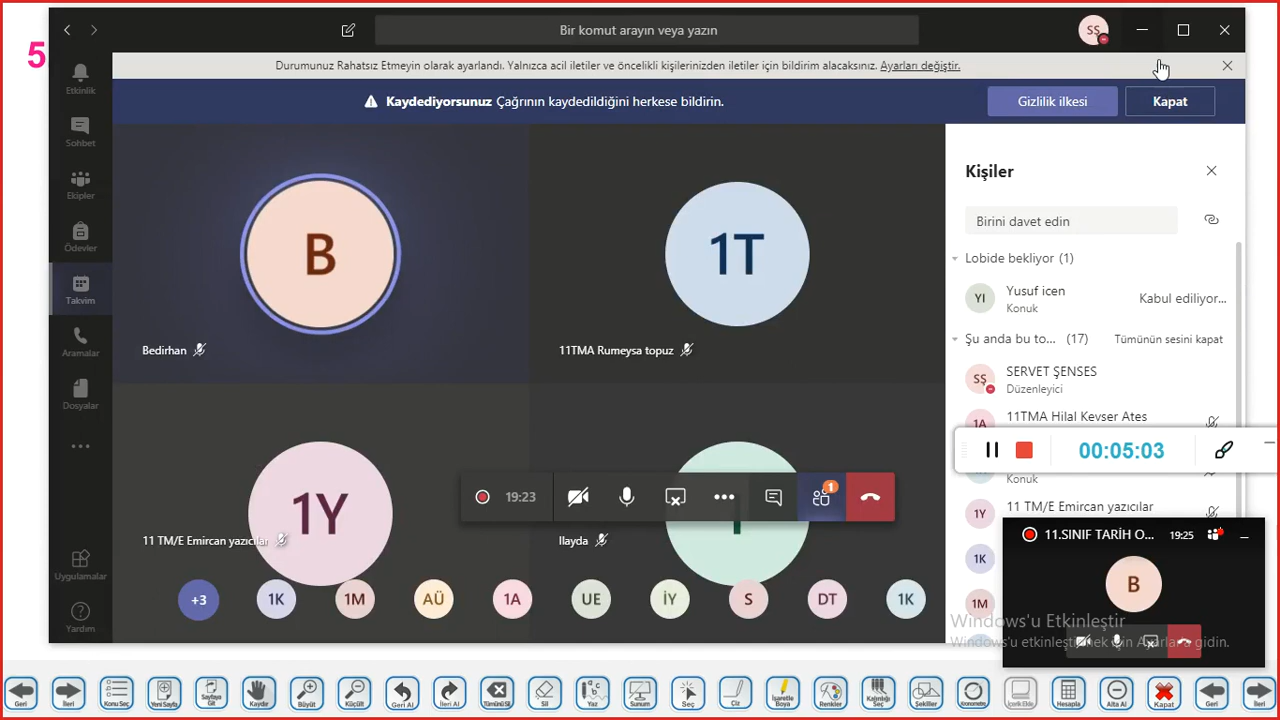 5
Bir komut arayın veya yazın
SŞ
Durumunuz Rahatsız Etmeyin olarak ayarlandı. Yalnızca acil iletiler ve öncelikli kişilerinizden iletiler için bildirim alacaksınız. Ayarları değiştir.
Kaydediyorsunuz Çağrının kaydedildiğini herkese bildirin.
Gizlilik ilkesi
Kapat
Etkinlik
Sohbet
Ekipler
Ödevler
Takvim
Aramalar
Dosyalar
Uygulamalar
Yardım
B
Bedirhan
1T
11TMA Rumeysa topuz
1Y
11 TM/E Emircan yazıcılar
Ilayda
19:23
1
+3
1K
1M
AÜ
1A
UE
İY
S
DT
1K
Kişiler
Birini davet edin
Lobide bekliyor (1)
YI
Yusuf icen
Konuk
Kabul ediliyor...
Şu anda bu to... (17)
Tümünün sesini kapat
SŞ
SERVET ŞENSES
Düzenleyici
1A
11TMA Hilal Kevser Ates
00:05:03
Konuk
1Y
11 TM/E Emircan yazıcılar
1K
1M
11.SINIF TARİH O...
19:25
B
Windows'u Etkinleştir
Windows'u etkinleştirmek için Ayarlar'a gidin.
Geri
İleri
Konu Seç
Yeni Sayfa
Sayfaya Git
Kaydır
Büyüt
Küçült
Geri Al
İleri Al
Tümünü Sil
Sil
Yaz
Sunum
Seç
Çiz
İşaretle Boya
Renkler
Kalınlığı Seç
Şekiller
Kronometre
İçerik Ekle
Hesapla
Alta Al
Kapat
Geri
İleri